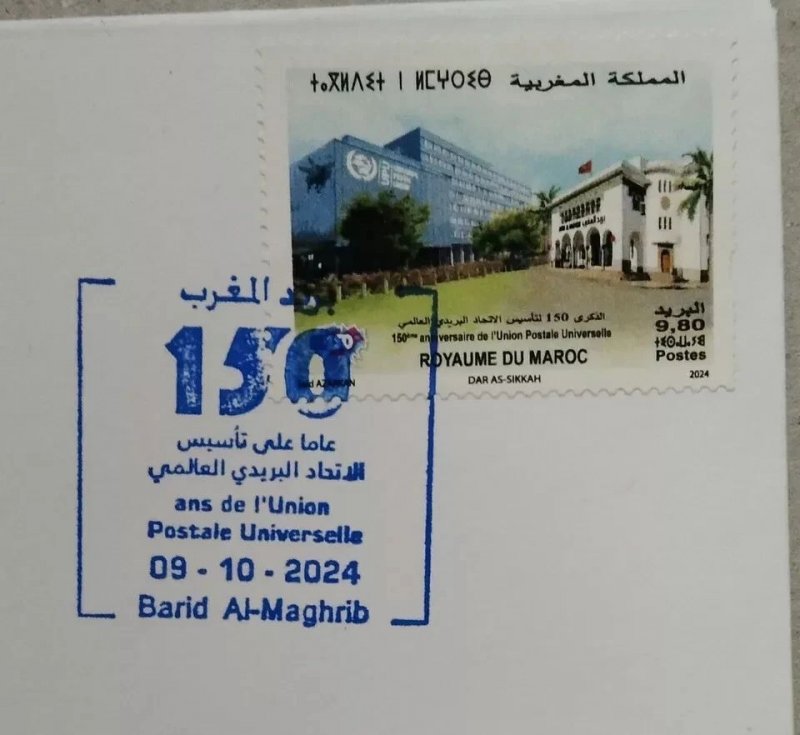 ⵜⴰⴳⵍⴷⵉⵜ ⵏ ⵍⵎⵖⵔⵉⴱ المملكة المغربية
الذكرى 150 لتأسيس الاتحاد البريدي العالمي
150ème anniversaire de l'Union Postale Universelle
ROYAUME DU MAROC
DAR AS-SIKKAH
البريد
9,80
Postes
2024
بريد المغرب
150
عاما على تأسيس
الاتحاد البريدي العالمي
ans de l'Union
Postale Universelle
09 - 10 - 2024
Barid Al-Maghrib